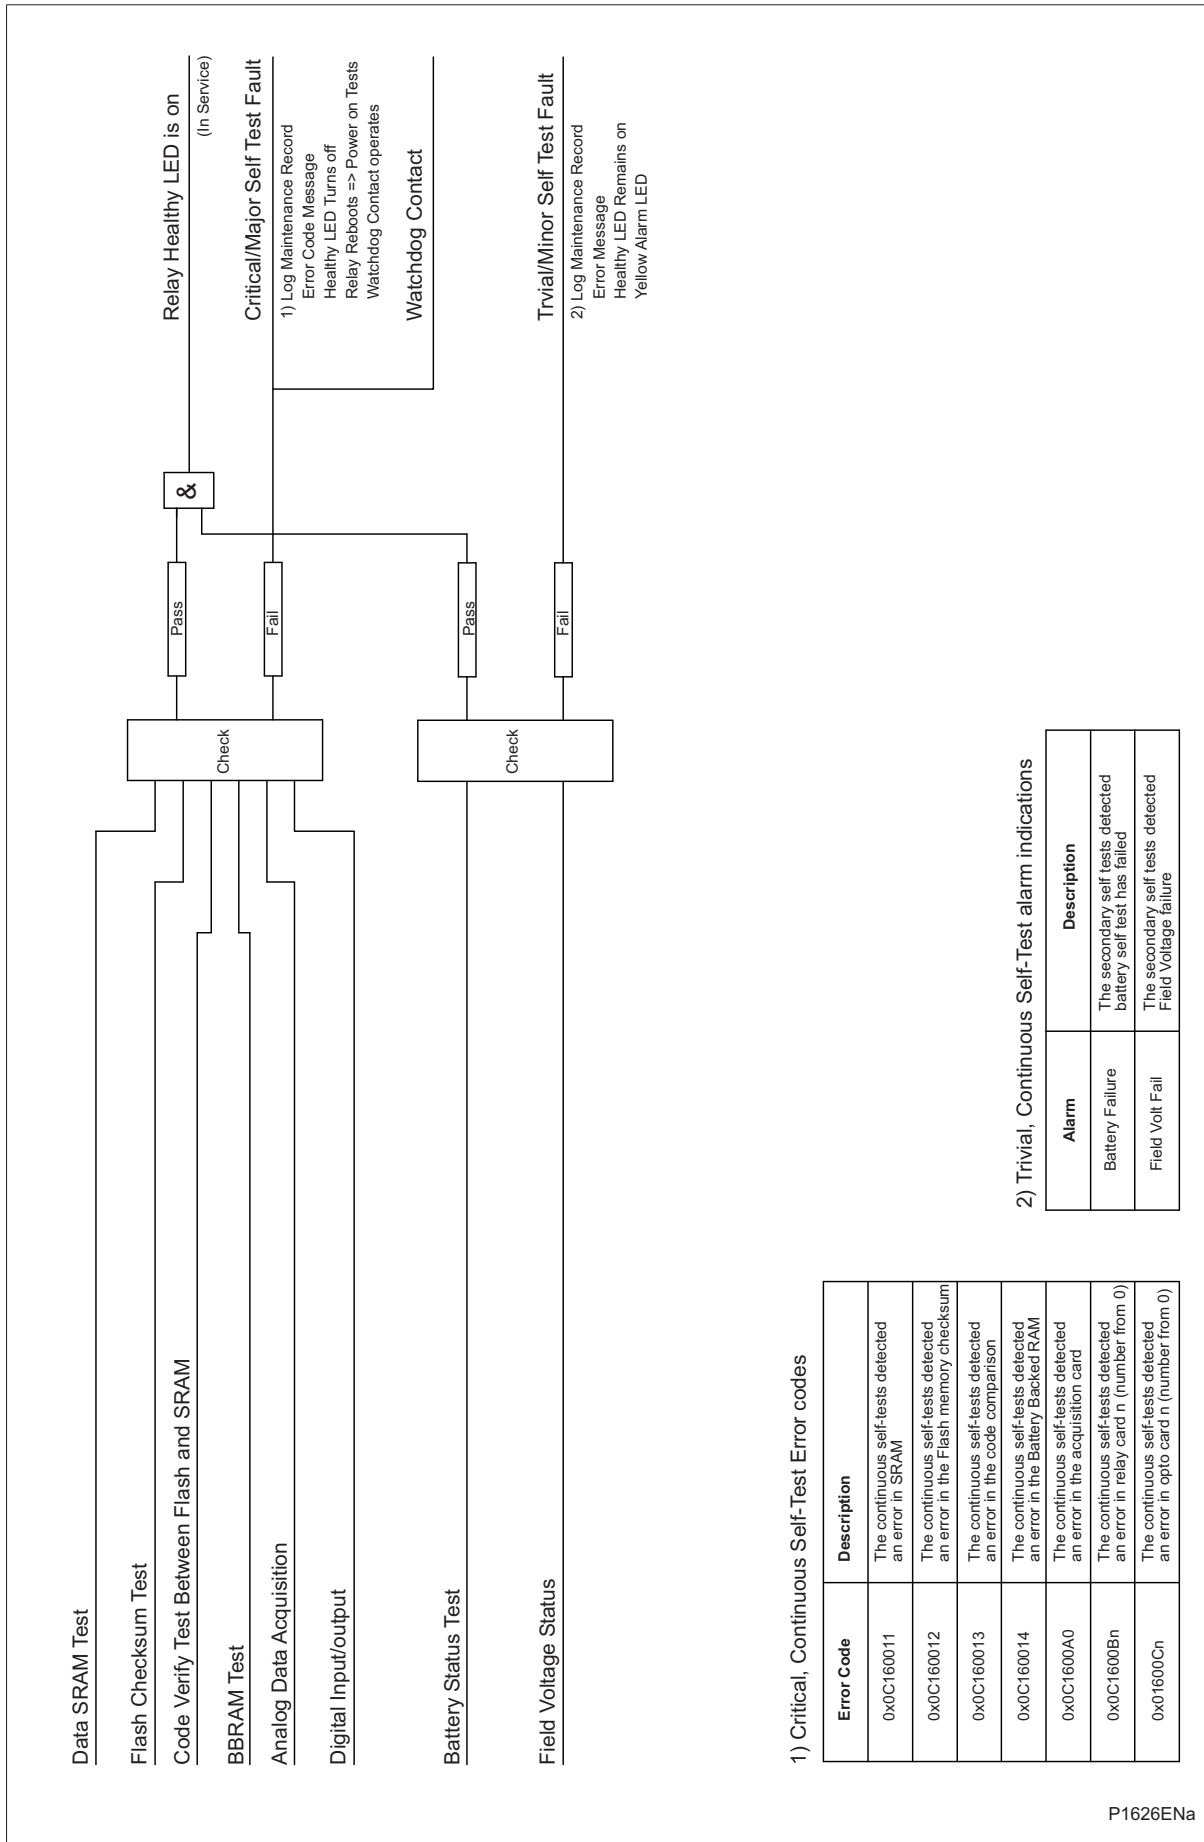 Data SRAM Test
Flash Checksum Test
Code Verify Test Between Flash and SRAM
BBRAM Test
Analog Data Acquisition
Digital Input/output
Battery Status Test
Field Voltage Status
Check
Check
Pass
Fail
Pass
Fail
&
Relay Healthy LED is on
(In Service)
Critical/Major Self Test Fault
1) Log Maintenance Record
Error Code Message
Healthy LED Turns off
Relay Reboots => Power on Tests
Watchdog Contact operates
Watchdog Contact
Trvial/Minor Self Test Fault
2) Log Maintenance Record
Error Message
Healthy LED Remains on
Yellow Alarm LED
1) Critical, Continuous Self-Test Error codes
Error Code
Description
0x0C160011
The continuous self-tests detected
an error in SRAM
0x0C160012
The continuous self-tests detected
an error in the Flash memory checksum
0x0C160013
The continuous self-tests detected
an error in the code comparison
0x0C160014
The continuous self-tests detected
an error in the Battery Backed RAM
0x0C1600A0
The continuous self-tests detected
an error in the acquisition card
0x0C1600Bn
The continuous self-tests detected
an error in relay card n (number from 0)
0x01600Cn
The continuous self-tests detected
an error in opto card n (number from 0)
2) Trivial, Continuous Self-Test alarm indications
Alarm
Description
Battery Failure
The secondary self tests detected
battery self test has failed
Field Volt Fail
The secondary self tests detected
Field Voltage failure
P1626ENa